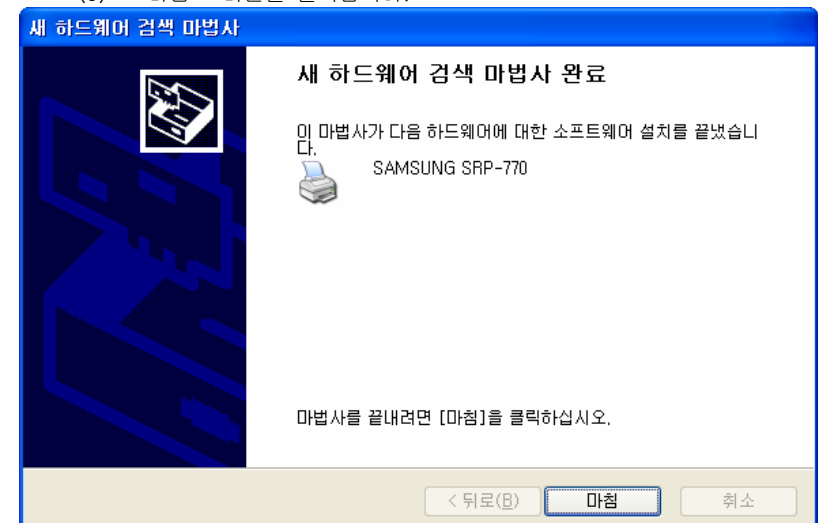 새 하드웨어 검색 마법사
새 하드웨어 검색 마법사 완료
이 마법사가 다음 하드웨어에 대한 소프트웨어 설치를 끝냈습니
다.
SAMSUNG SRP-770
마법사를 끝내려면 [마침]을 클릭하십시오.
< 뒤로(B)
마침
취소